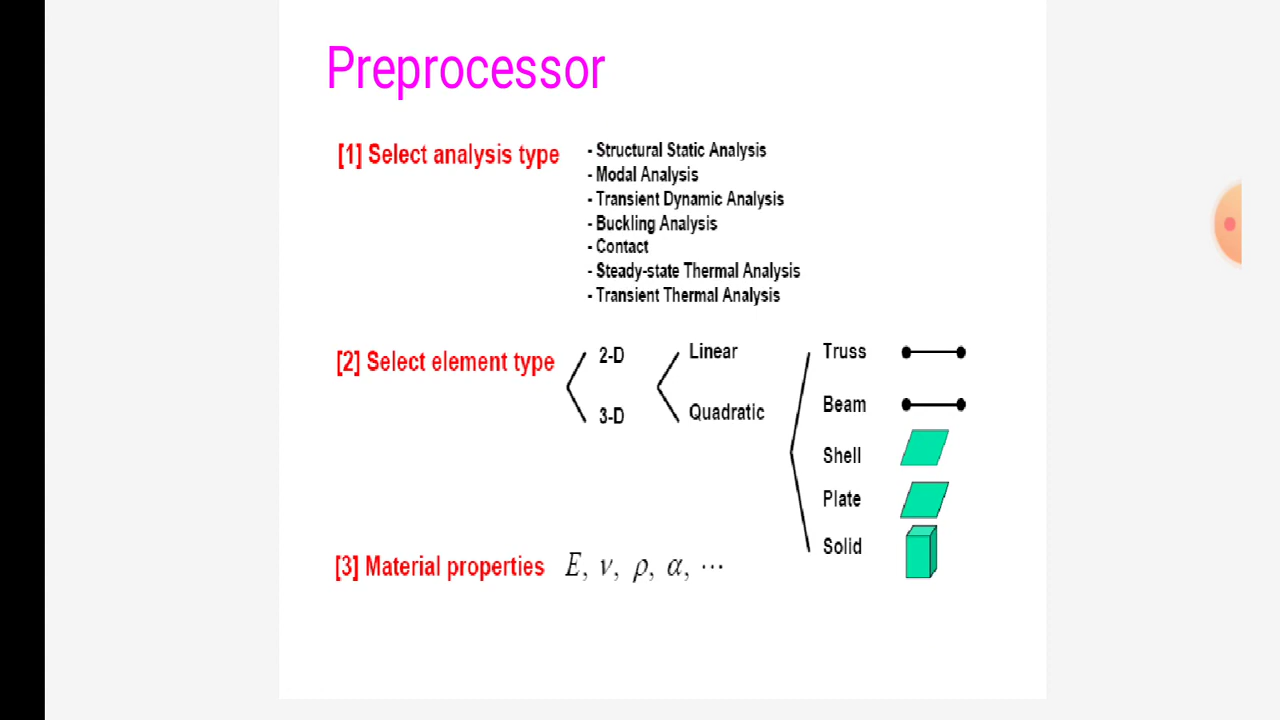 Preprocessor
[1] Select analysis type
- Structural Static Analysis
- Modal Analysis
- Transient Dynamic Analysis
- Buckling Analysis
- Contact
- Steady-state Thermal Analysis
- Transient Thermal Analysis
[2] Select element type
2-D
3-D
Linear
Quadratic
Truss
Beam
Shell
Plate
Solid
[3] Material properties E, ν, ρ, α, ⋯